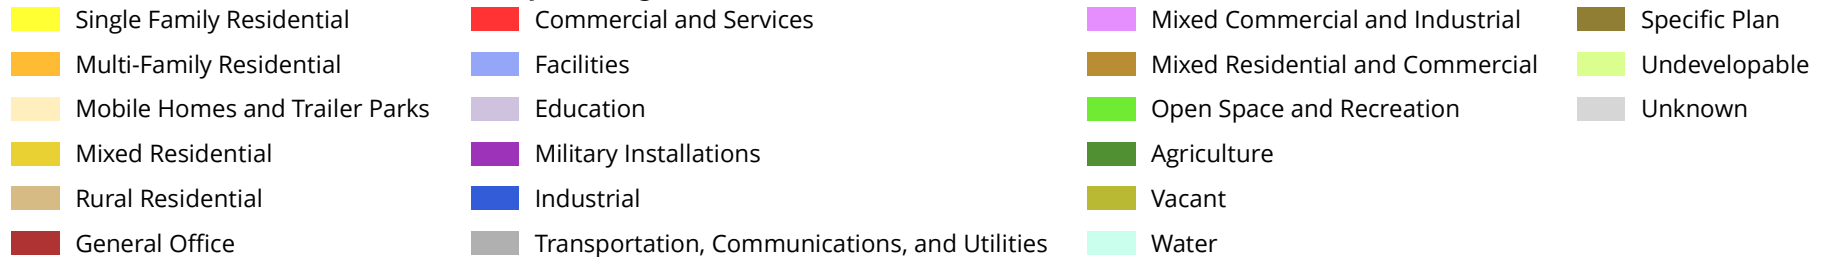 Single Family Residential
Multi-Family Residential
Mobile Homes and Trailer Parks
Mixed Residential
Rural Residential
General Office
Commercial and Services
Facilities
Education
Military Installations
Industrial
Transportation, Communications, and Utilities
Mixed Commercial and Industrial
Mixed Residential and Commercial
Open Space and Recreation
Agriculture
Vacant
Water
Specific Plan
Undevelopable
Unknown